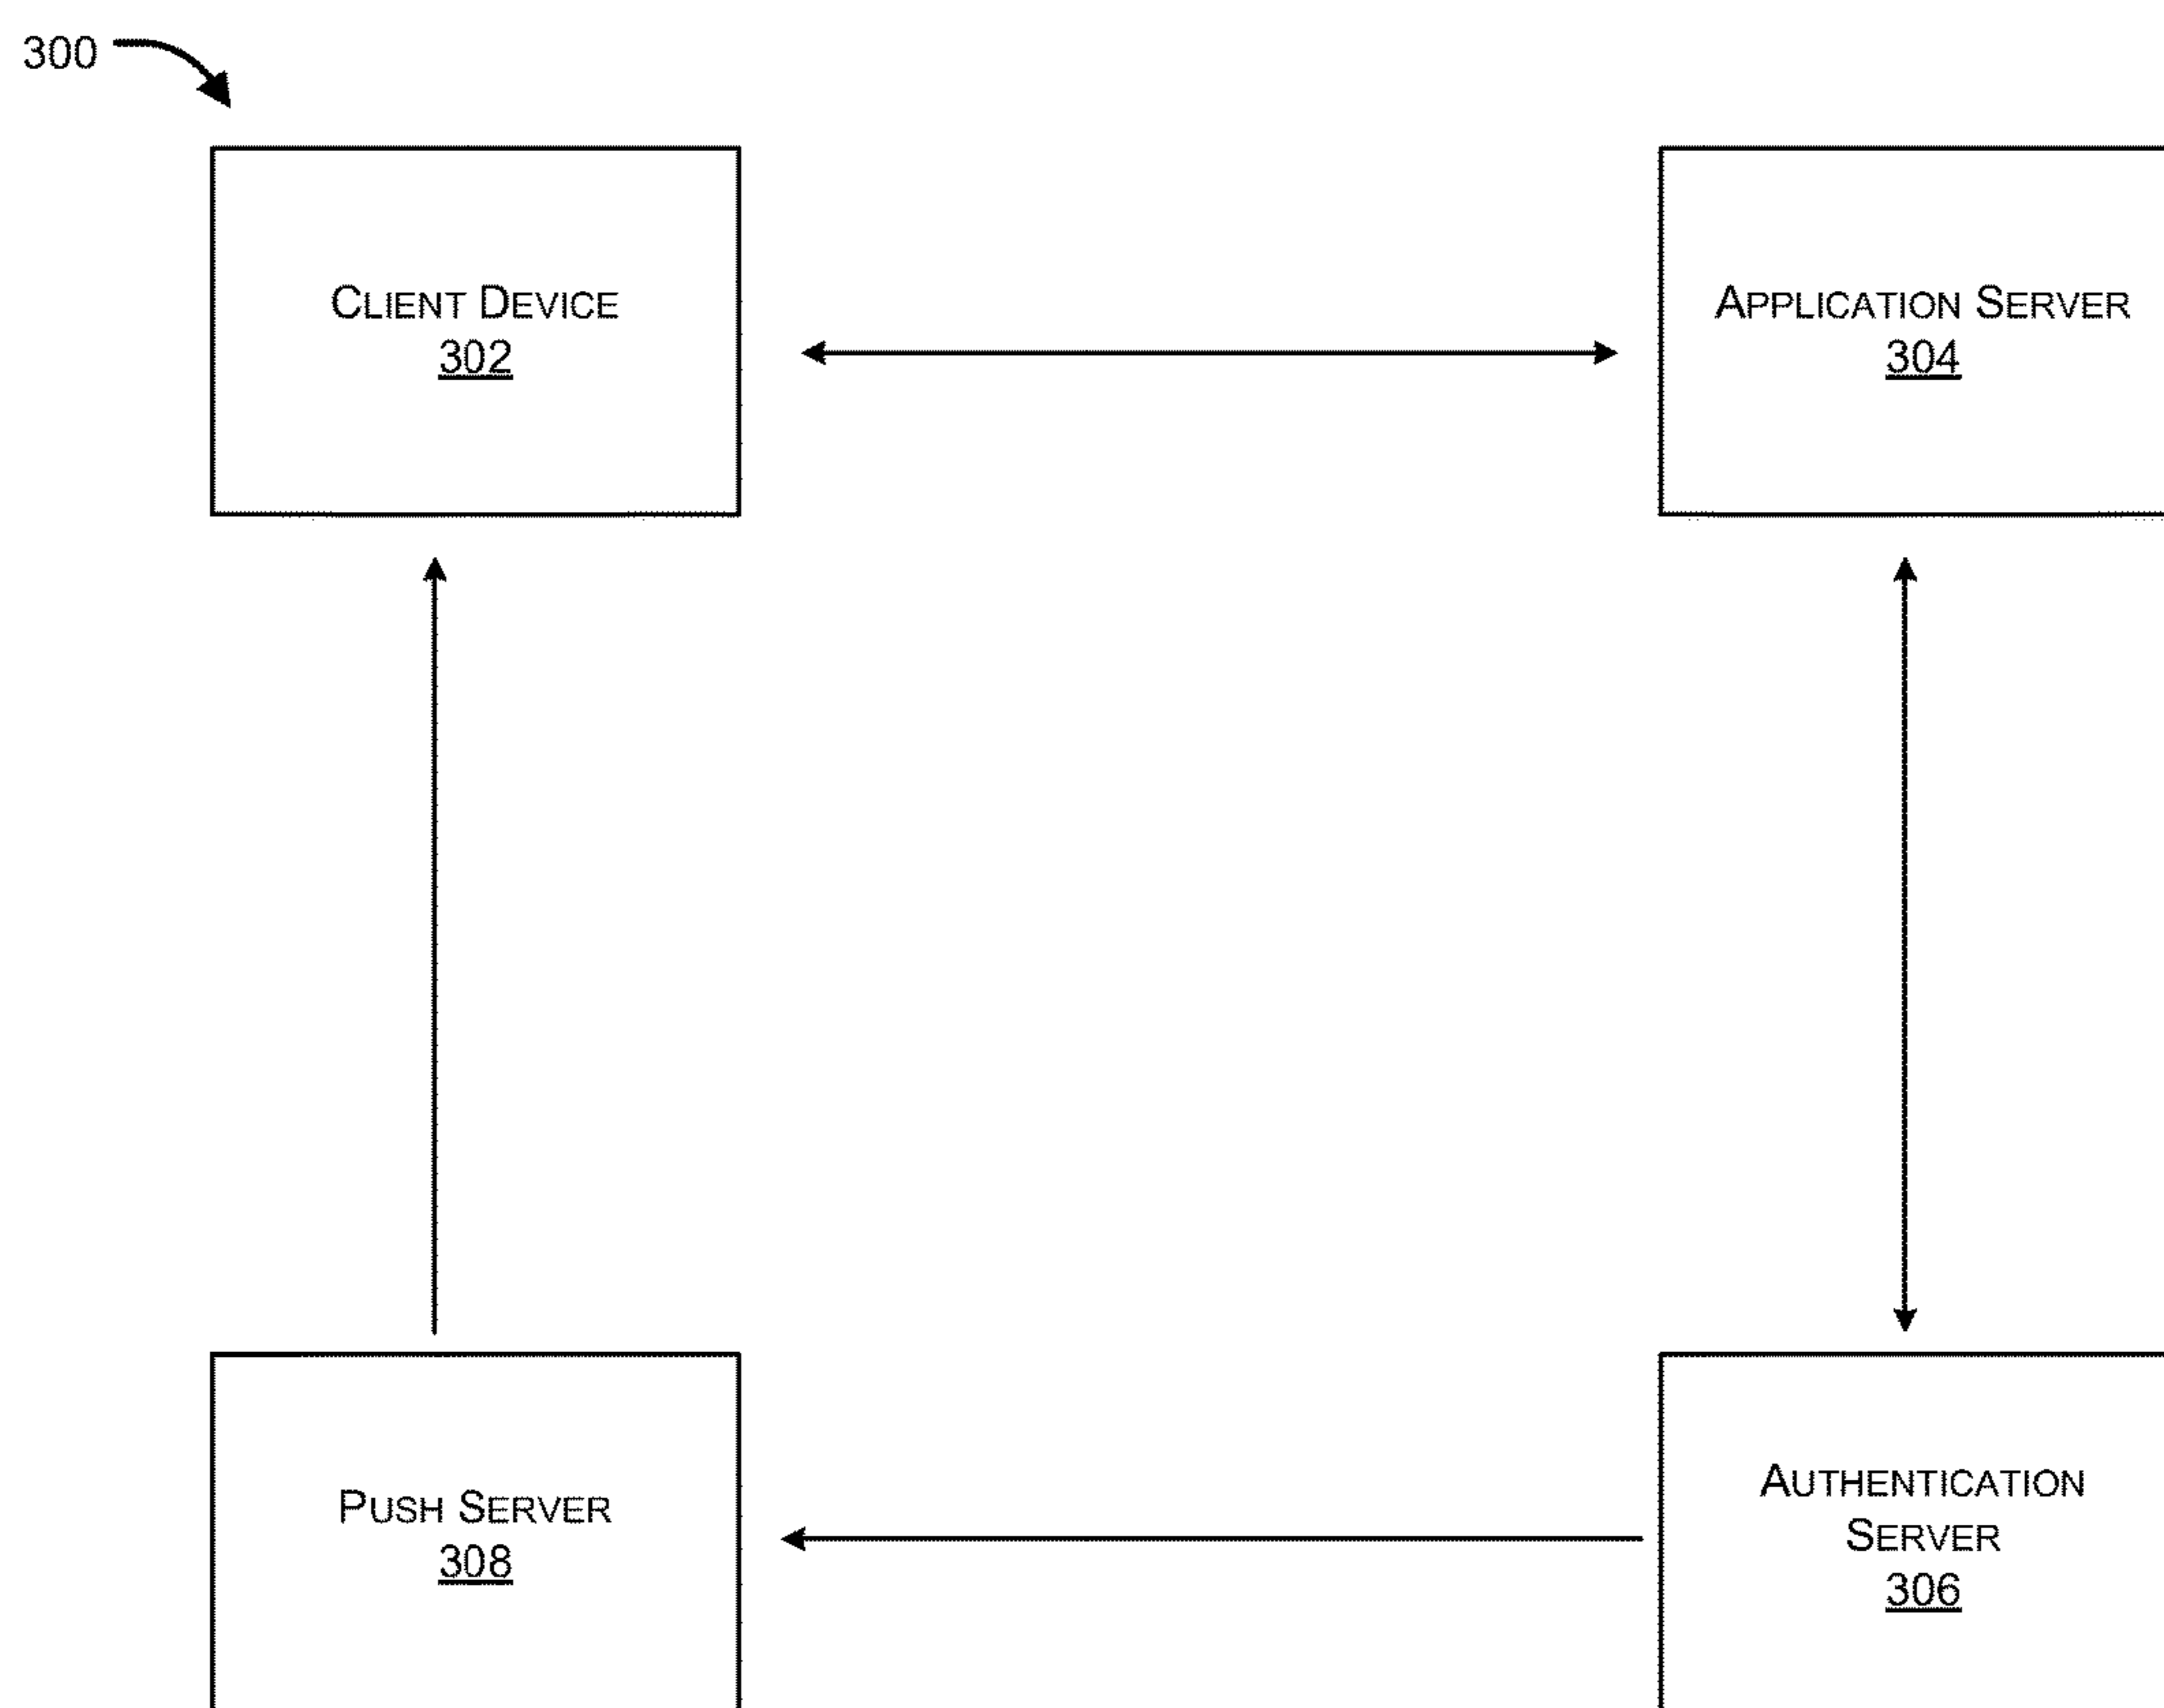 300
CLIENT DEVICE
302
APPLICATION SERVER
304
PUSH SERVER
308
AUTHENTICATION
SERVER
306